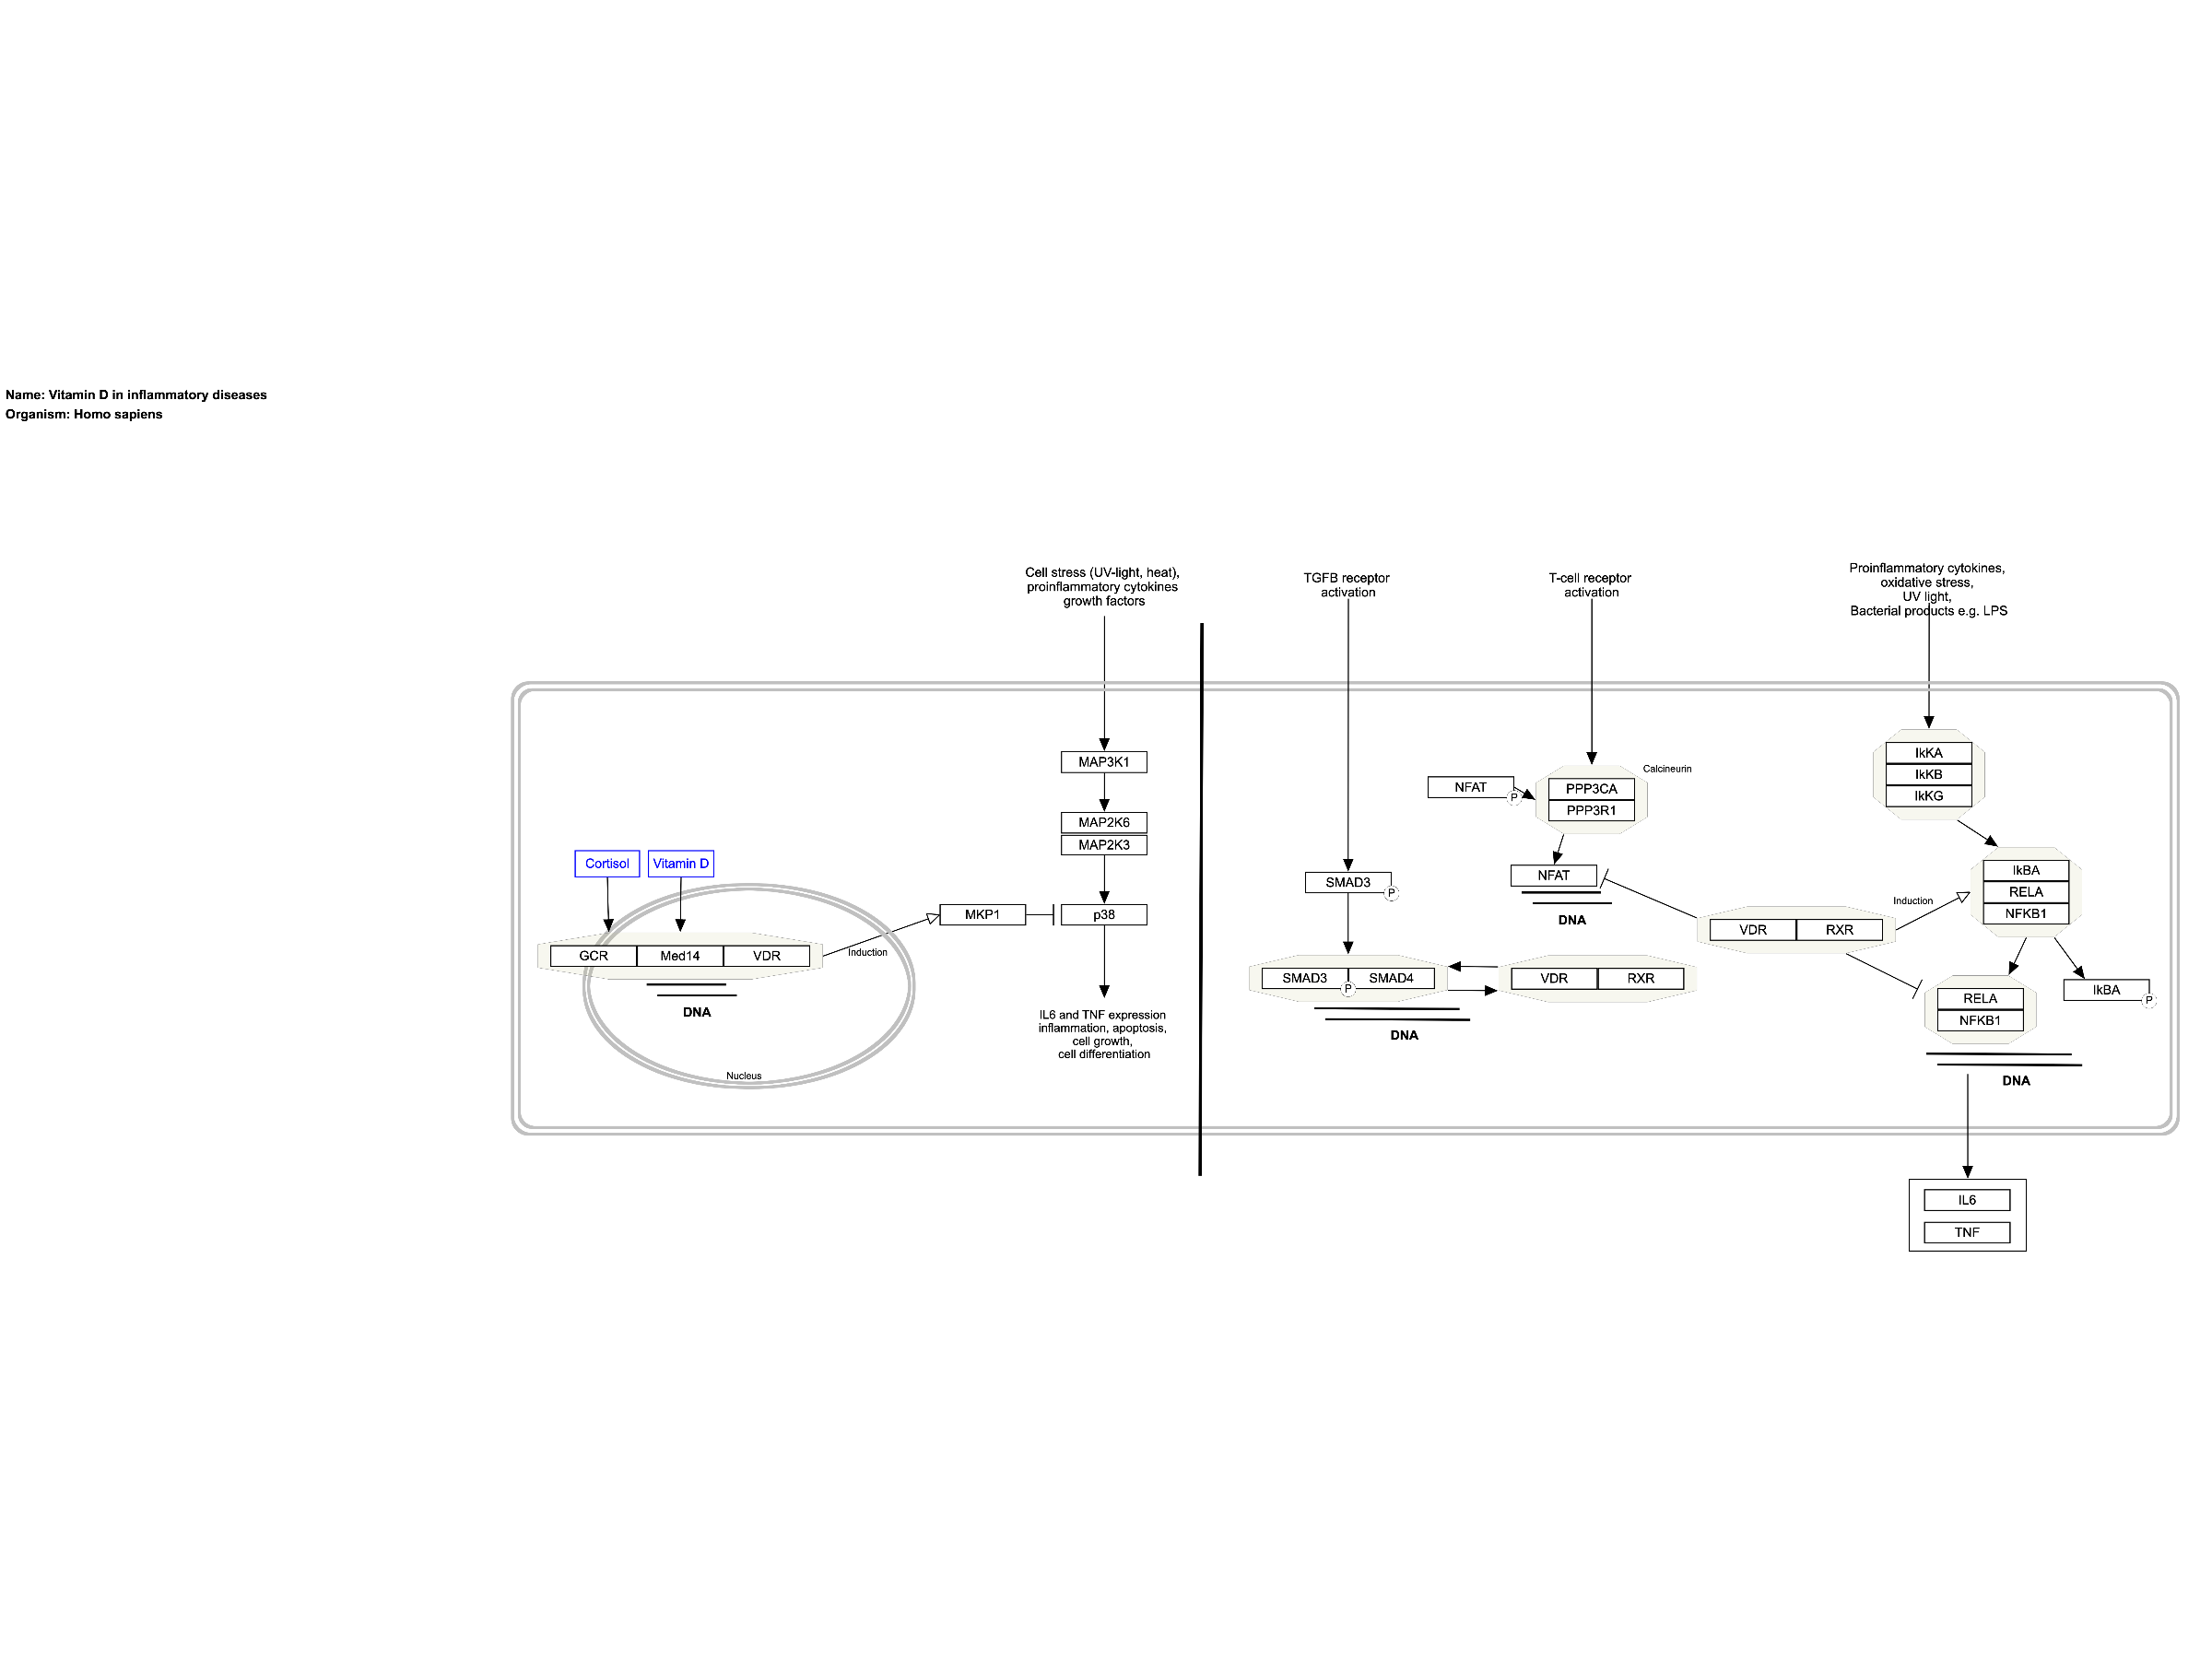 Name: Vitamin D in inflammatory diseases
Organism: Homo sapiens
Cell stress (UV-light, heat),
proinflammatory cytokines
growth factors
TGFB receptor
activation
T-cell receptor
activation
Proinflammatory cytokines,
oxidative stress,
UV light,
Bacterial products e.g. LPS
MAP3K1
MAP2K6
MAP2K3
Cortisol
Vitamin D
GCR
Med14
VDR
Induction
MKP1
p38
DNA
Nucleus
IL6 and TNF expression
inflammation, apoptosis,
cell growth,
cell differentiation
SMAD3
P
SMAD3
SMAD4
P
DNA
VDR
RXR
NFAT
P
Calcineurin
PPP3CA
PPP3R1
NFAT
DNA
VDR
RXR
Induction
IkKA
IkKB
IkKG
IkBA
RELA
NFKB1
IkBA
P
RELA
NFKB1
DNA
IL6
TNF